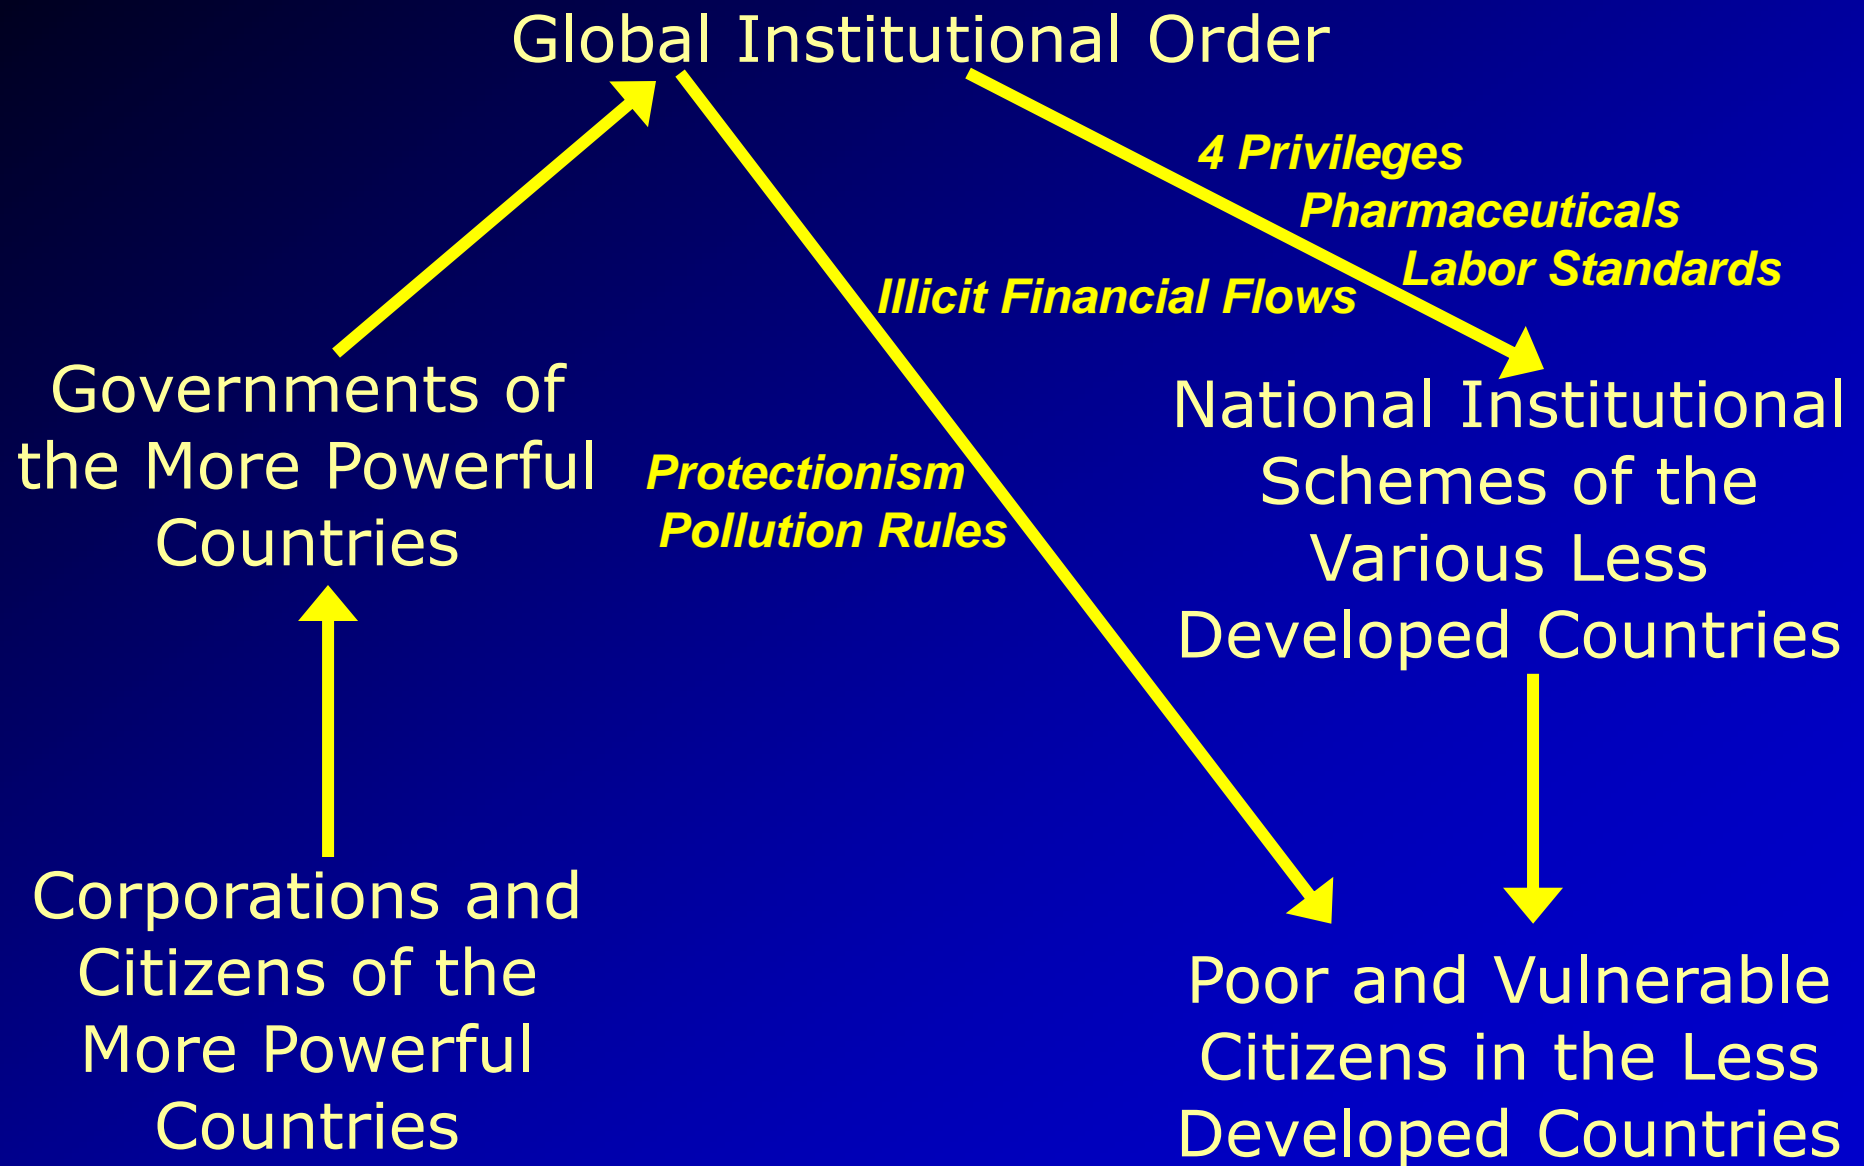 Global Institutional Order
4 Privileges
Pharmaceuticals
Labor Standards
Illicit Financial Flows
Governments of
the More Powerful
Countries
Protectionism
Pollution Rules
National Institutional
Schemes of the
Various Less
Developed Countries
Corporations and
Citizens of the
More Powerful
Countries
Poor and Vulnerable
Citizens in the Less
Developed Countries